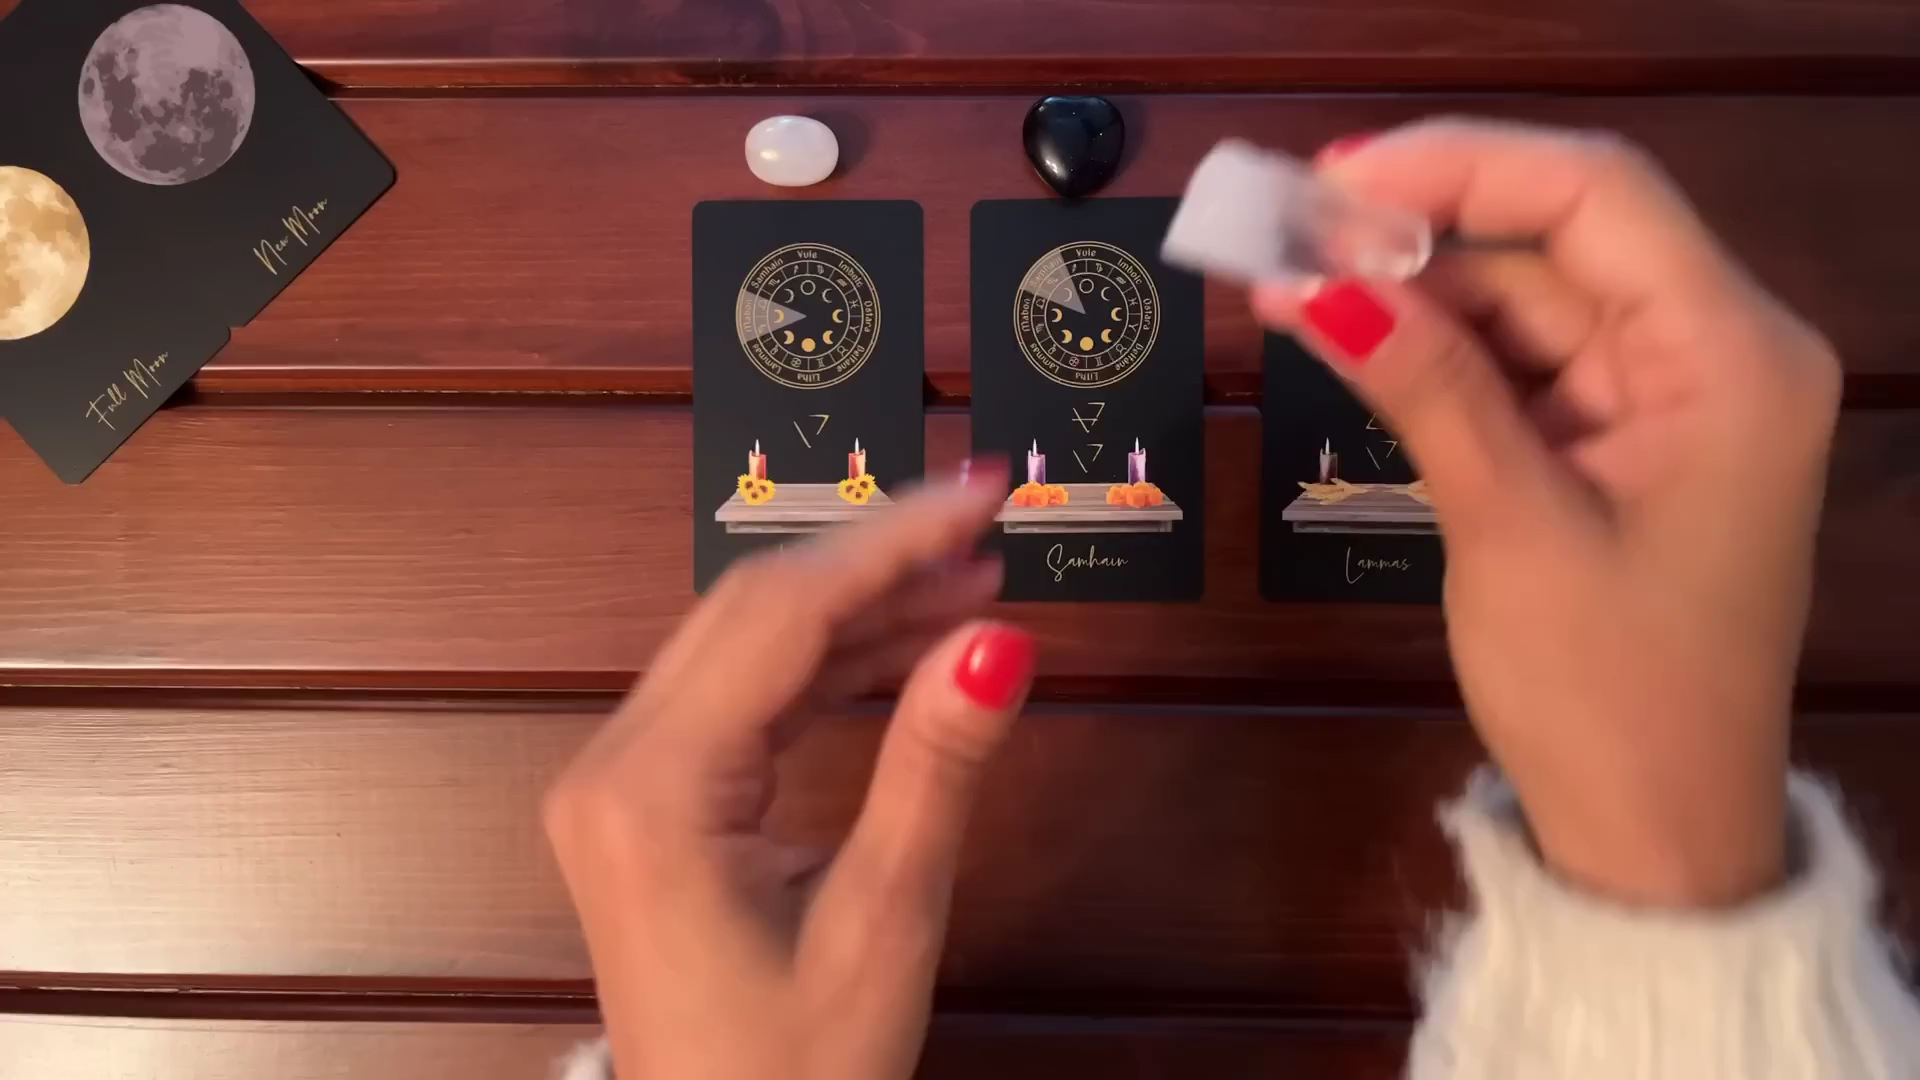 New Moon
Full Moon
Yule
Imbolc
Ostara
Beltane
Litha
Lammas
Mabon
Samhain
Yule
Imbolc
Ostara
Beltane
Litha
Lammas
Mabon
Samhain
Samhain
Lammas